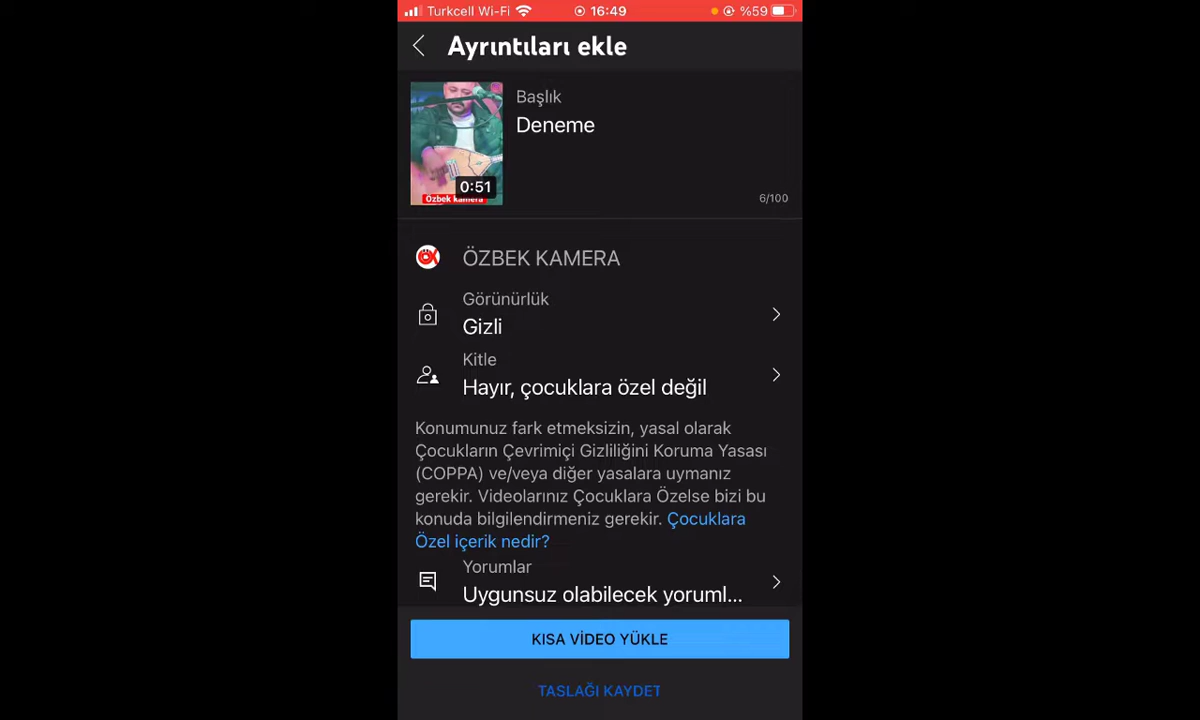 Turkcell Wi-Fi 16:49 %59
Ayrıntıları ekle
Başlık
Deneme
0:51
Özbek kamera
6/100
ÖZBEK KAMERA
Görünürlük
Gizli
Kitle
Hayır, çocuklara özel değil
Konumunuz fark etmeksizin, yasal olarak
Çocukların Çevrimiçi Gizliliğini Koruma Yasası
(COPPA) ve/veya diğer yasalara uymanız
gerekir. Videolarınız Çocuklara Özelse bizi bu
konuda bilgilendirmeniz gerekir. Çocuklara
Özel içerik nedir?
Yorumlar
Uygunsuz olabilecek yoruml...
KISA VİDEO YÜKLE
TASLAĞI KAYDET